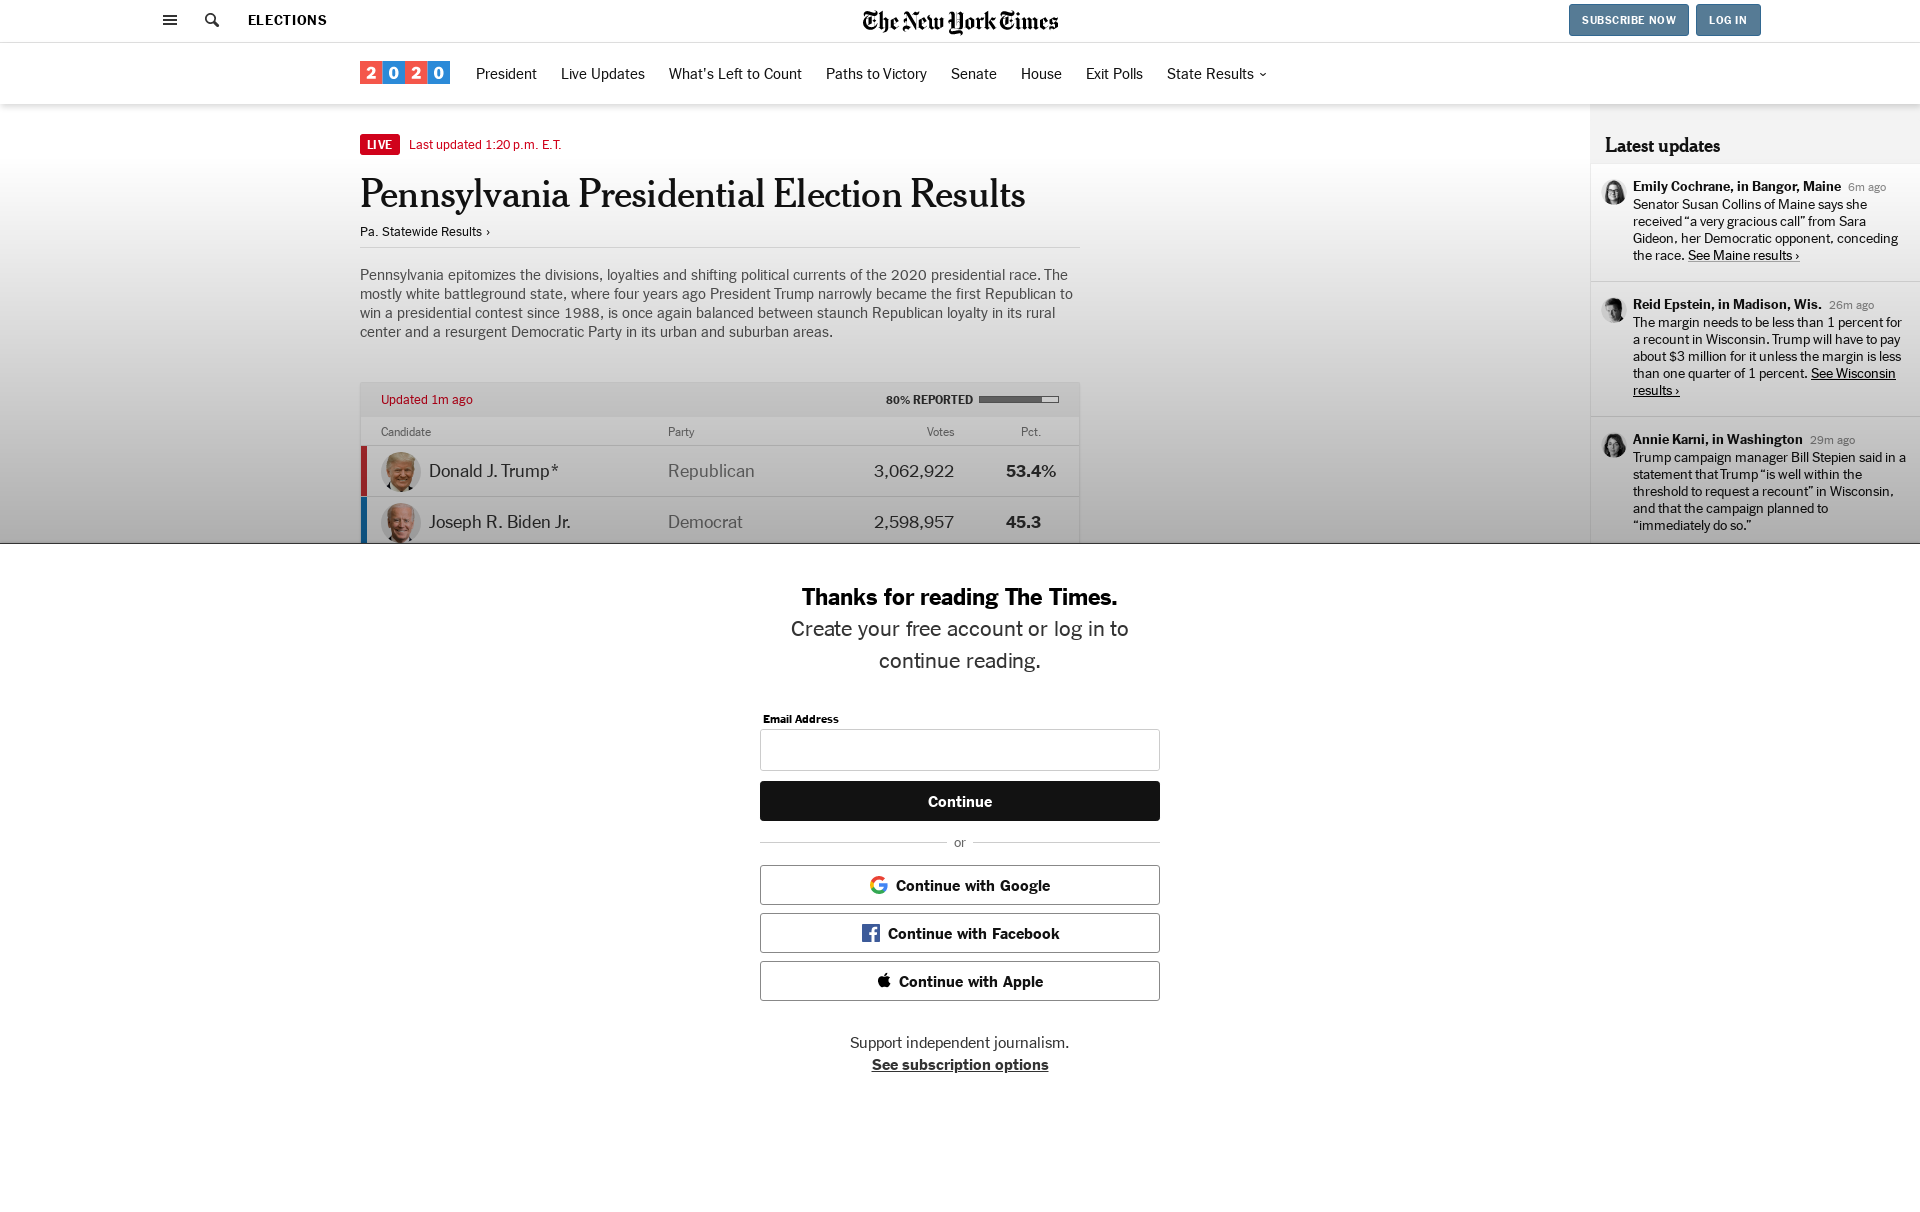 ELECTIONS
The New York Times
SUBSCRIBE NOW
LOG IN
2020
President
Live Updates
What's Left to Count
Paths to Victory
Senate
House
Exit Polls
State Results
LIVE
Last updated 1:20 p.m. E.T.
Pennsylvania Presidential Election Results
Pa. Statewide Results ›
Pennsylvania epitomizes the divisions, loyalties and shifting political currents of the 2020 presidential race. The
mostly white battleground state, where four years ago President Trump narrowly became the first Republican to
win a presidential contest since 1988, is once again balanced between staunch Republican loyalty in its rural
center and a resurgent Democratic Party in its urban and suburban areas.
Updated 1m ago
80% REPORTED
Candidate Party Votes Pct.
Donald J. Trump* Republican 3,062,922 53.4%
Joseph R. Biden Jr. Democrat 2,598,957 45.3
Latest updates
Emily Cochrane, in Bangor, Maine 6m ago
Senator Susan Collins of Maine says she
received “a very gracious call” from Sara
Gideon, her Democratic opponent, conceding
the race. See Maine results ›
Reid Epstein, in Madison, Wis. 26m ago
The margin needs to be less than 1 percent for
a recount in Wisconsin. Trump will have to pay
about $3 million for it unless the margin is less
than one quarter of 1 percent. See Wisconsin
results ›
Annie Karni, in Washington 29m ago
Trump campaign manager Bill Stepien said in a
statement that Trump “is well within the
threshold to request a recount” in Wisconsin,
and that the campaign planned to
“immediately do so.”
Thanks for reading The Times.
Create your free account or log in to
continue reading.
Email Address
Continue
or
Continue with Google
Continue with Facebook
Continue with Apple
Support independent journalism.
See subscription options